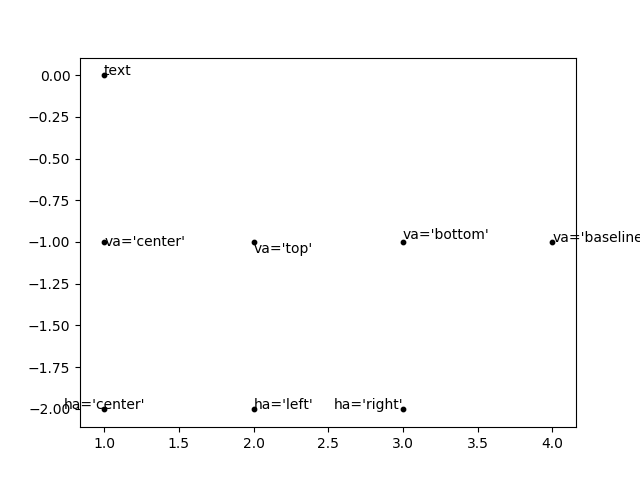 0.00
text
−0.25
−0.50
−0.75
−1.00
va='center'
va='top'
va='bottom'
va='baseline
−1.25
−1.50
−1.75
−2.00
ha='center'
ha='left'
ha='right'
1.0 1.5 2.0 2.5 3.0 3.5 4.0